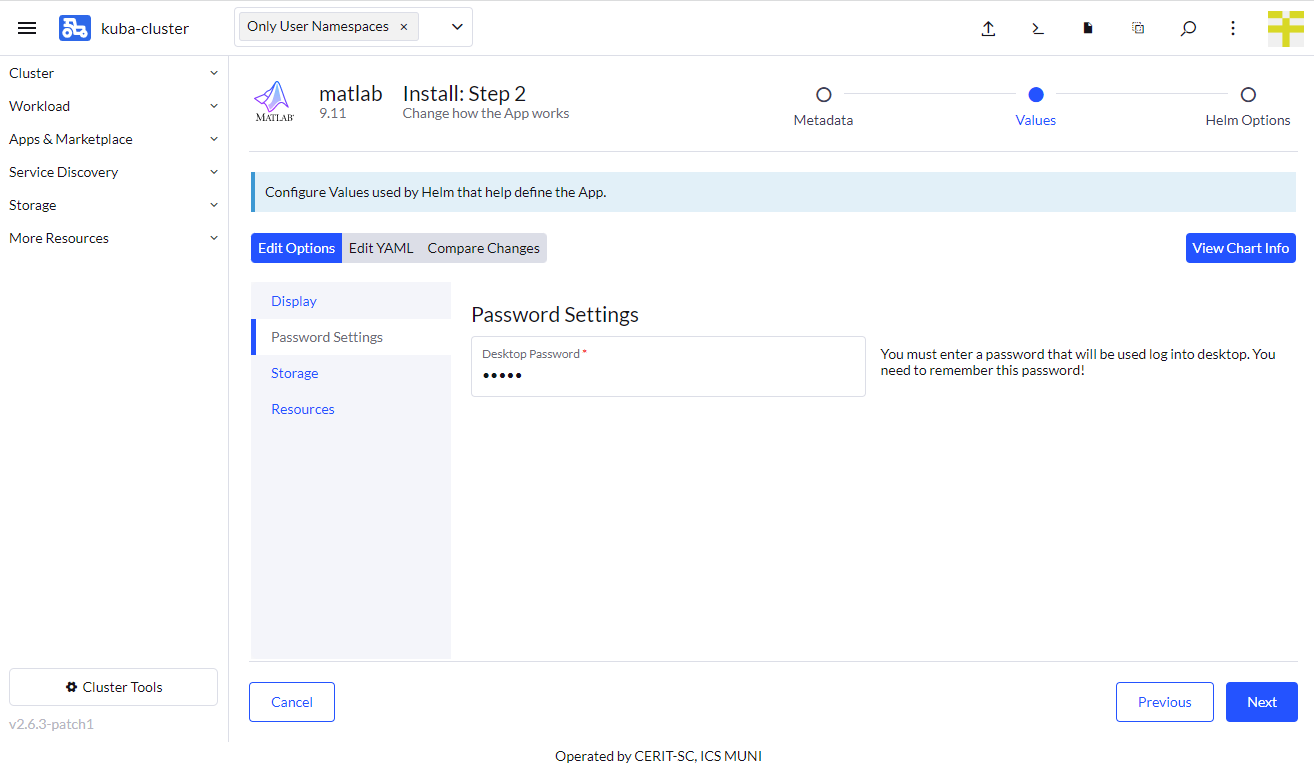 kuba-cluster
Only User Namespaces ×
Cluster
Workload
Apps & Marketplace
Service Discovery
Storage
More Resources
Cluster Tools
v2.6.3-patch1
MATLAB
matlab
9.11
Install: Step 2
Change how the App works
Metadata
Values
Helm Options
Configure Values used by Helm that help define the App.
Edit Options
Edit YAML
Compare Changes
View Chart Info
Display
Password Settings
Storage
Resources
Password Settings
Desktop Password *
•••••
You must enter a password that will be used log into desktop. You
need to remember this password!
Cancel
Previous
Next
Operated by CERIT-SC, ICS MUNI